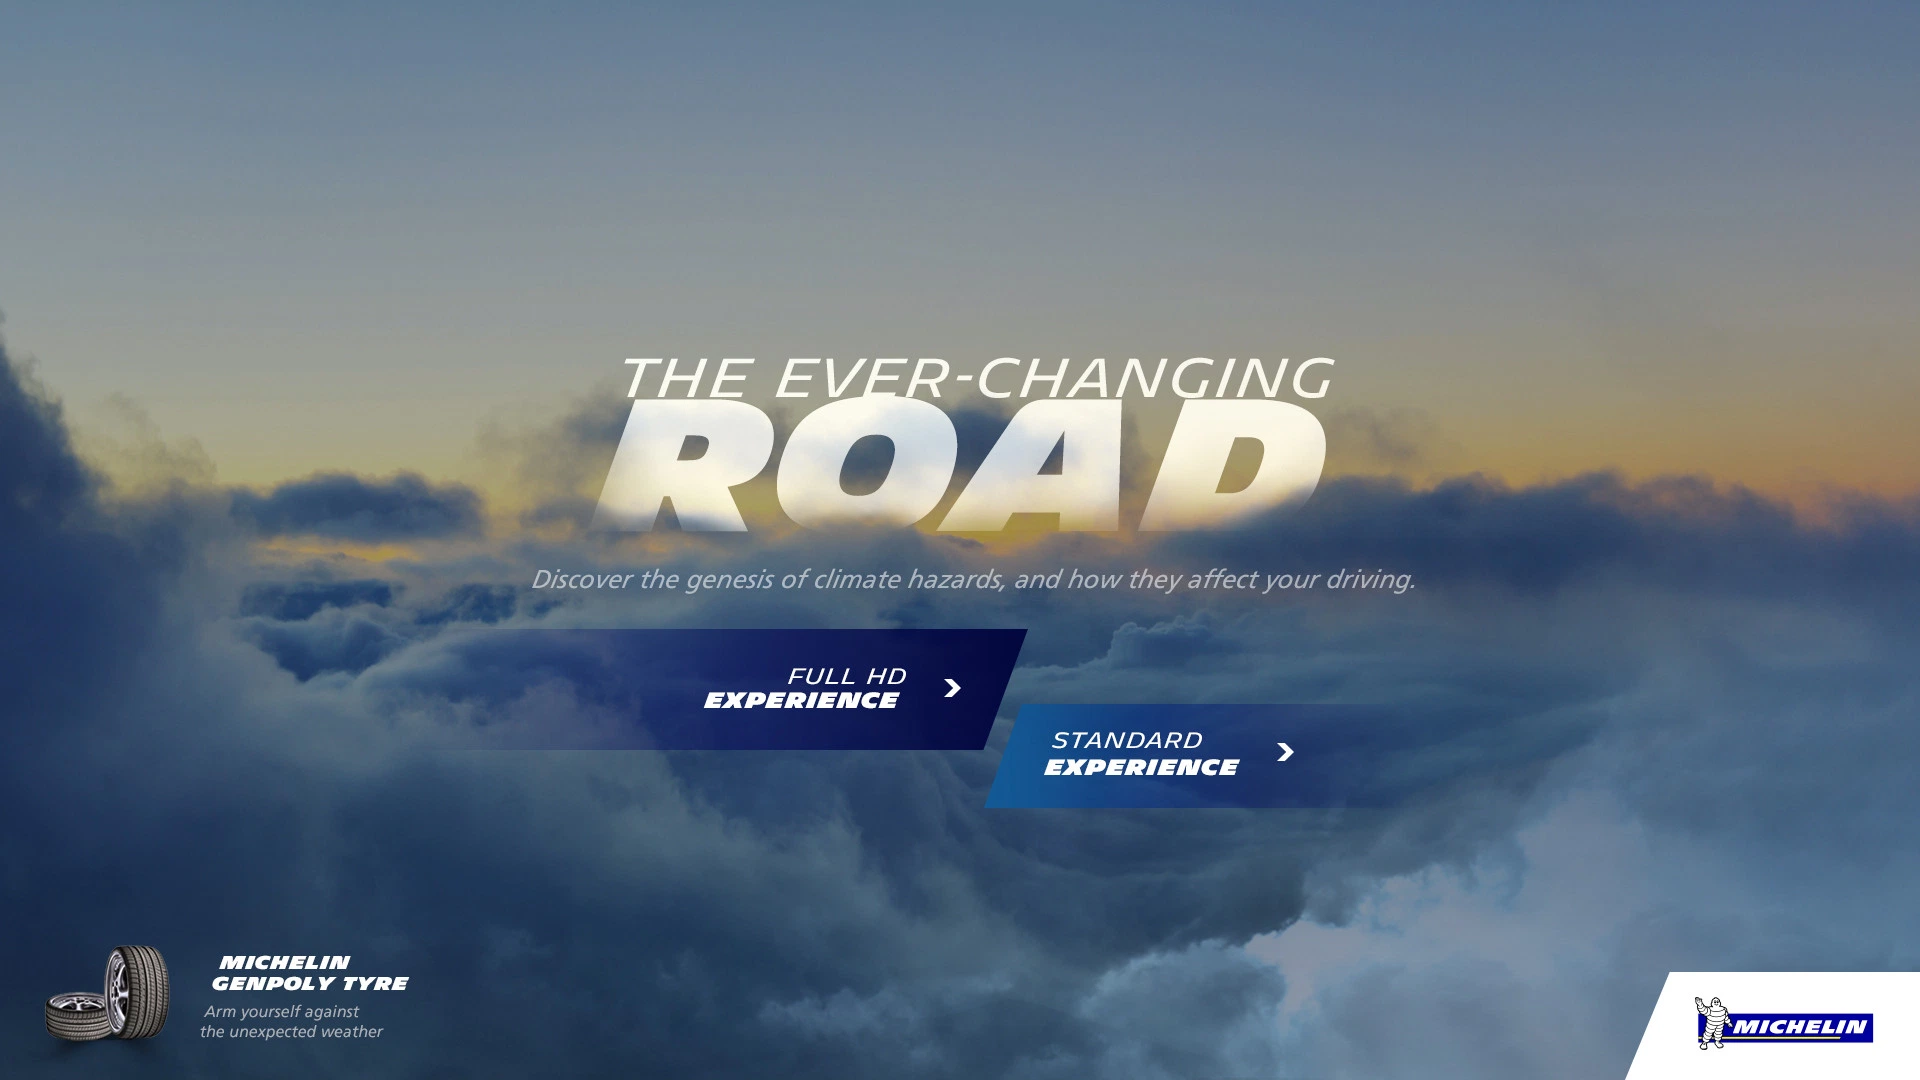 THE EVER-CHANGING
ROAD
Discover the genesis of climate hazards, and how they affect your driving.
FULL HD
EXPERIENCE
STANDARD
EXPERIENCE
MICHELIN
GENPOLY TYRE
Arm yourself against
the unexpected weather
MICHELIN